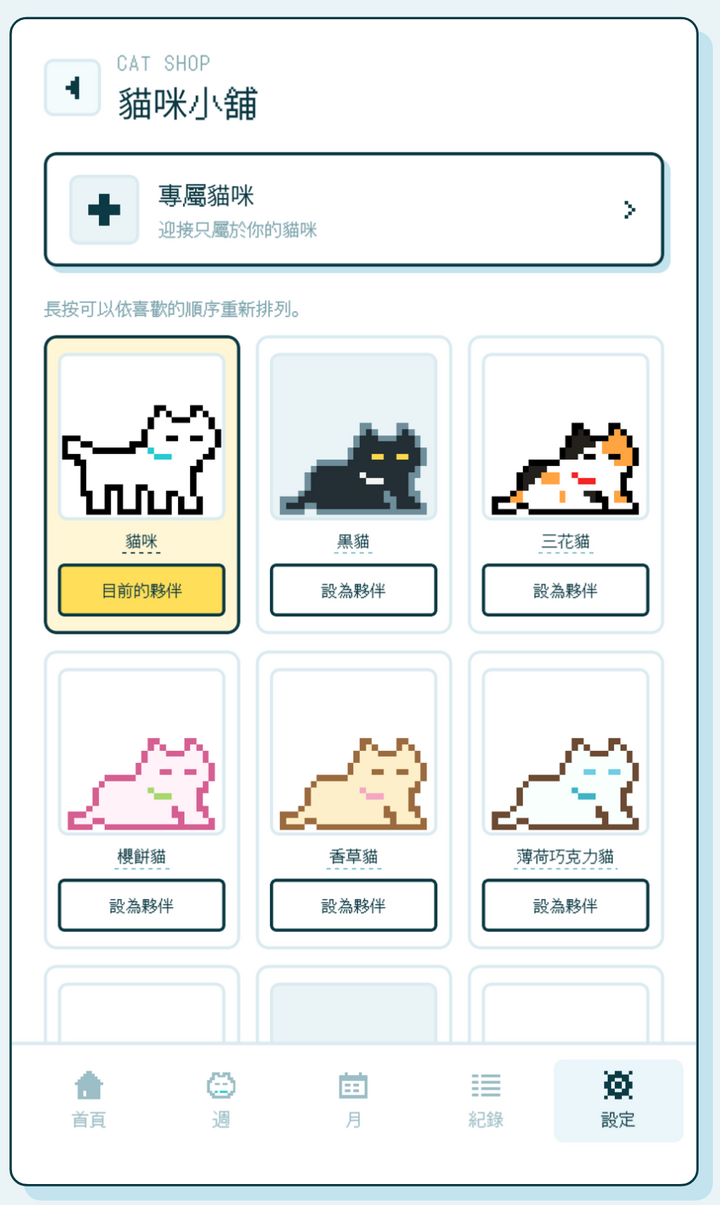 CAT SHOP
貓咪小舖
專屬貓咪
迎接只屬於你的貓咪
長按可以依喜歡的順序重新排列。
貓咪
黑貓
三花貓
目前的夥伴
設為夥伴
設為夥伴
櫻餅貓
香草貓
薄荷巧克力貓
設為夥伴
設為夥伴
設為夥伴
首頁
週
月
紀錄
設定